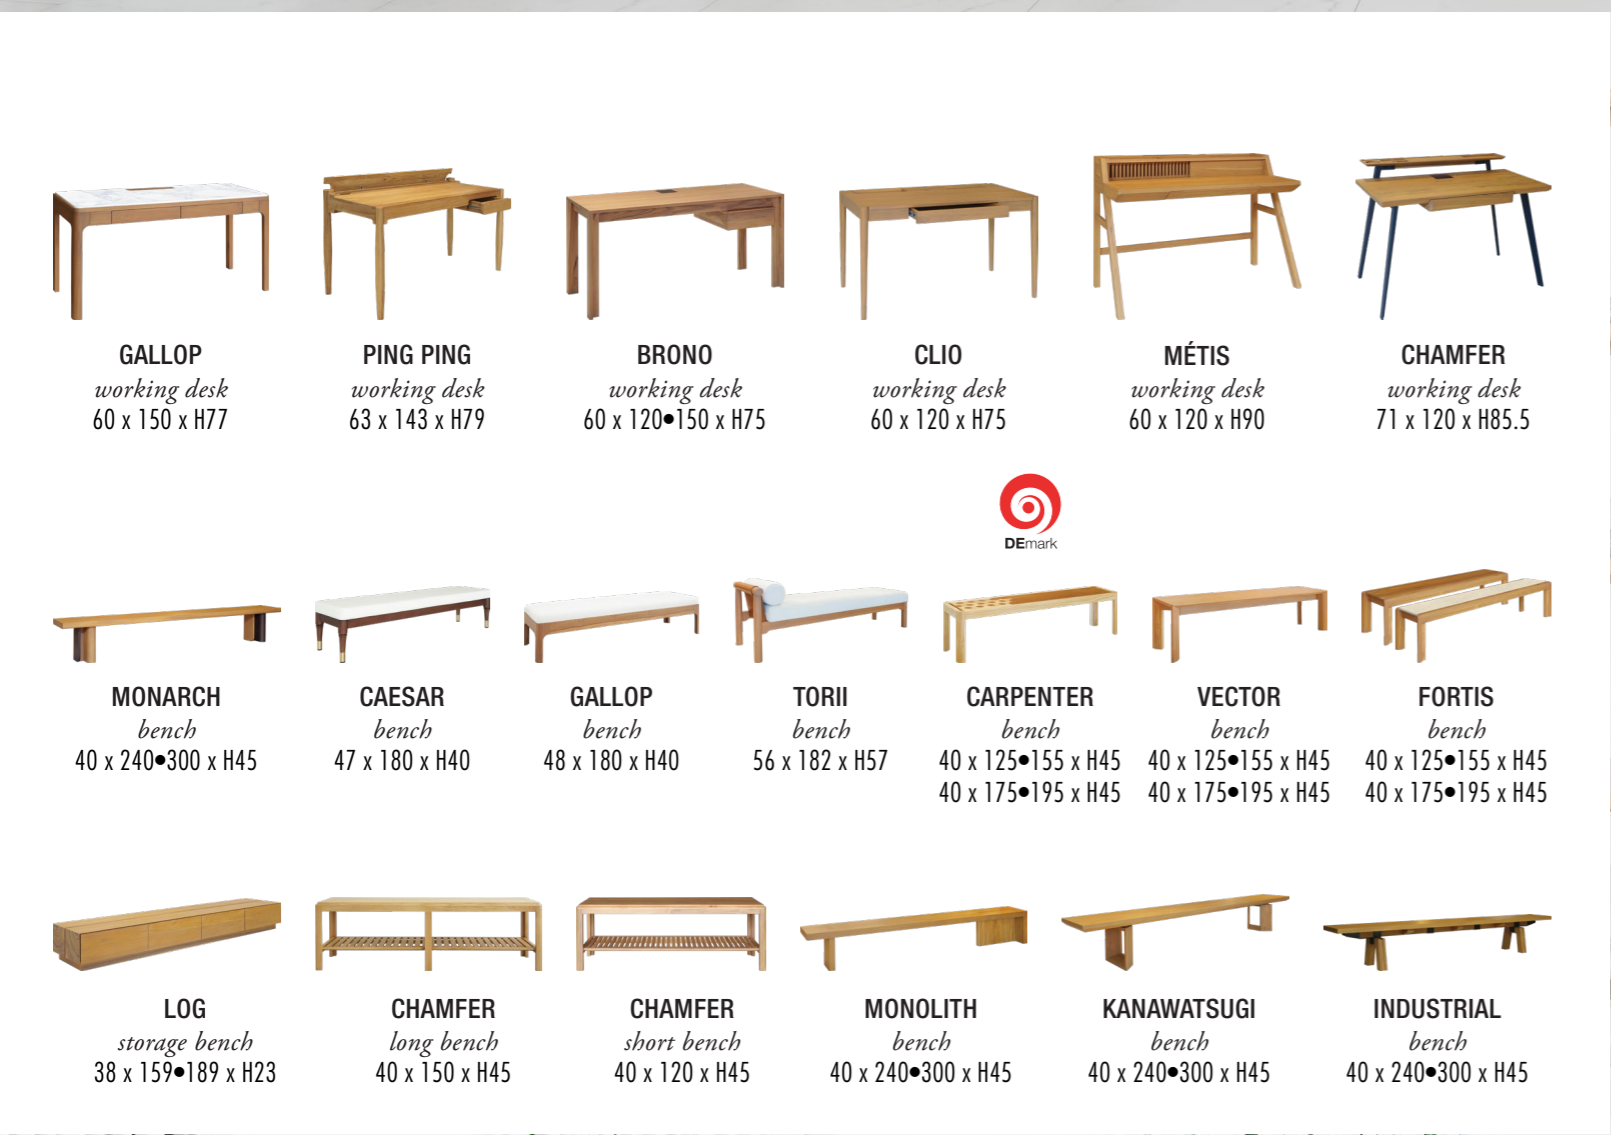 GALLOP
working desk
60 x 150 x H77
PING PING
working desk
63 x 143 x H79
BRONO
working desk
60 x 120•150 x H75
CLIO
working desk
60 x 120 x H75
MÉTIS
working desk
60 x 120 x H90
CHAMFER
working desk
71 x 120 x H85.5
DEmark
MONARCH
bench
40 x 240•300 x H45
CAESAR
bench
47 x 180 x H40
GALLOP
bench
48 x 180 x H40
TORII
bench
56 x 182 x H57
CARPENTER
bench
40 x 125•155 x H45
40 x 175•195 x H45
VECTOR
bench
40 x 125•155 x H45
40 x 175•195 x H45
FORTIS
bench
40 x 125•155 x H45
40 x 175•195 x H45
LOG
storage bench
38 x 159•189 x H23
CHAMFER
long bench
40 x 150 x H45
CHAMFER
short bench
40 x 120 x H45
MONOLITH
bench
40 x 240•300 x H45
KANAWATSUGI
bench
40 x 240•300 x H45
INDUSTRIAL
bench
40 x 240•300 x H45